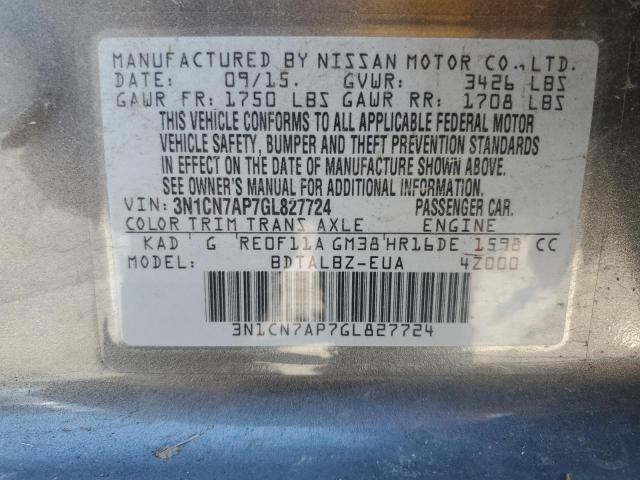 MANUFACTURED BY NISSAN MOTOR CO., LTD.
DATE: 09/15. GVWR: 3426 LBS
GAWR FR: 1750 LBS GAWR RR: 1708 LBS
THIS VEHICLE CONFORMS TO ALL APPLICABLE FEDERAL MOTOR
VEHICLE SAFETY, BUMPER AND THEFT PREVENTION STANDARDS
IN EFFECT ON THE DATE OF MANUFACTURE SHOWN ABOVE.
SEE OWNER'S MANUAL FOR ADDITIONAL INFORMATION.
VIN: 3N1CN7AP7GL827724 PASSENGER CAR.
COLOR TRIM TRANS AXLE ENGINE
KAD G RE0F11A GM38 HR16DE 1598 CC
MODEL: BDTALBZ-EUA 4Z000
3N1CN7AP7GL827724